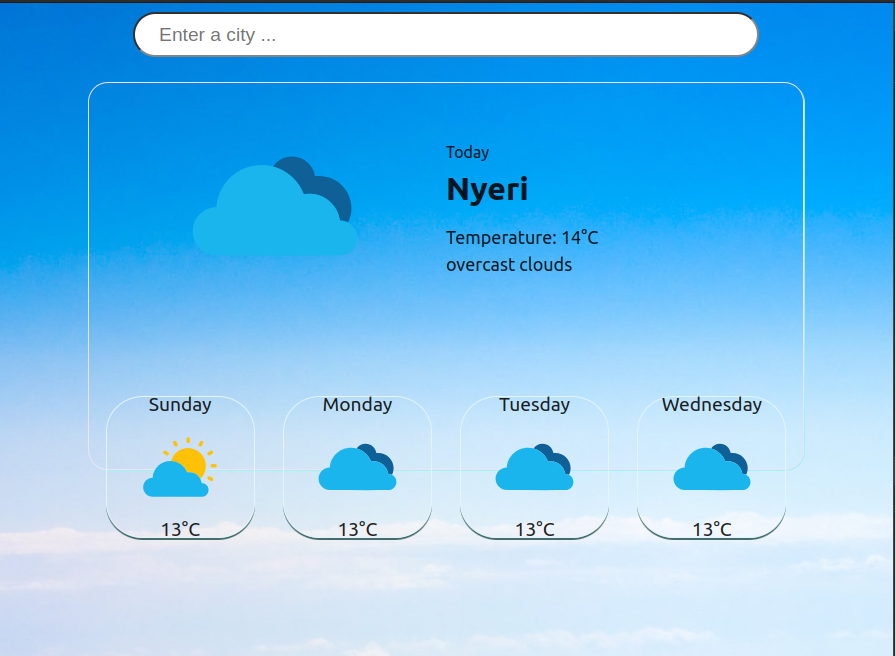 Enter a city ...
Today
Nyeri
Temperature: 14°C
overcast clouds
Sunday Monday Tuesday Wednesday
13°C 13°C 13°C 13°C